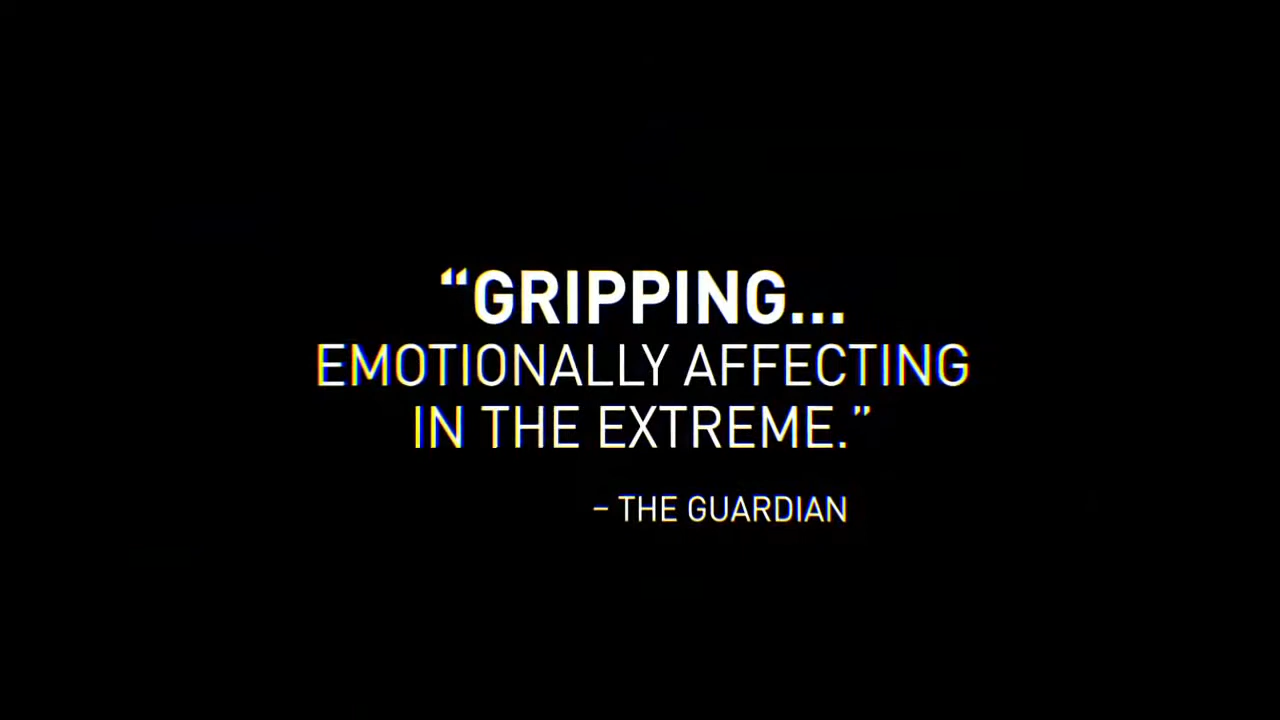 “GRIPPING...
EMOTIONALLY AFFECTING
IN THE EXTREME.”
– THE GUARDIAN